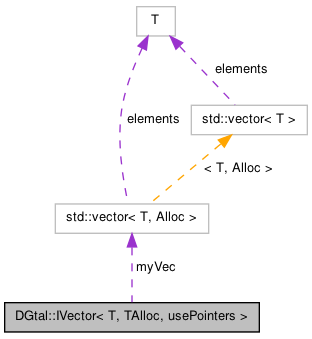 T
elements
std::vector< T >
elements
< T, Alloc >
std::vector< T, Alloc >
myVec
DGtal::IVector< T, TAlloc, usePointers >